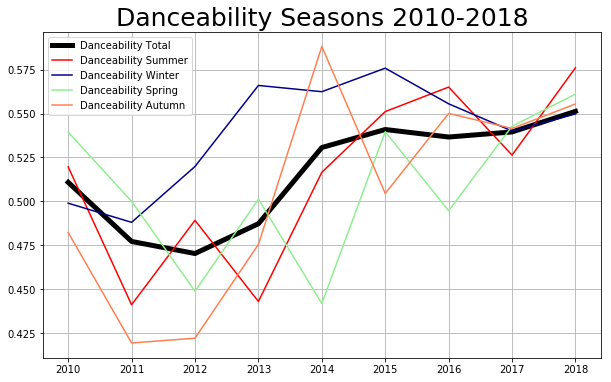 Danceability Seasons 2010-2018
Danceability Total
Danceability Summer
Danceability Winter
Danceability Spring
Danceability Autumn
0.575
0.550
0.525
0.500
0.475
0.450
0.425
2010 2011 2012 2013 2014 2015 2016 2017 2018